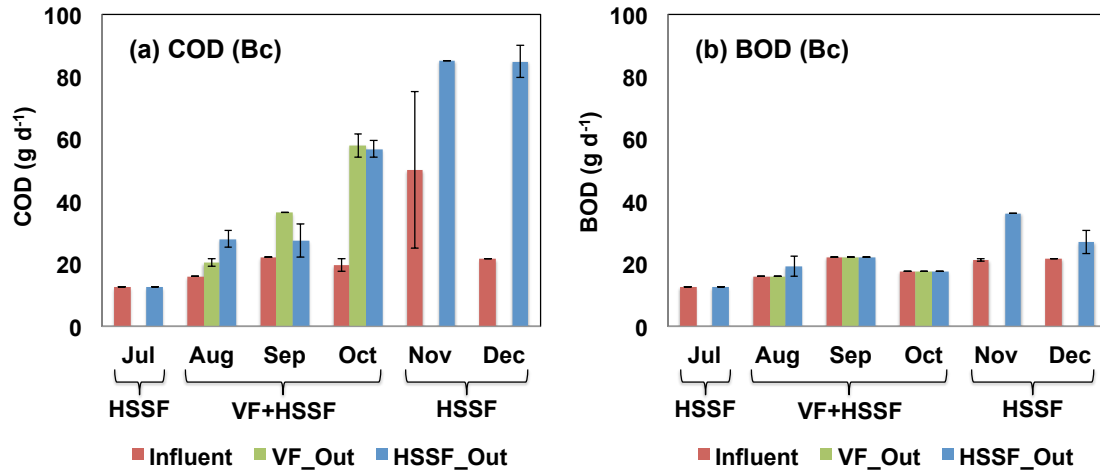 (a) COD (Bc)
COD (g d-1)
100
80
60
40
20
0
Jul Aug Sep Oct Nov Dec
HSSF VF+HSSF HSSF
Influent VF_Out HSSF_Out
(b) BOD (Bc)
BOD (g d-1)
100
80
60
40
20
0
Jul Aug Sep Oct Nov Dec
HSSF VF+HSSF HSSF
Influent VF_Out HSSF_Out